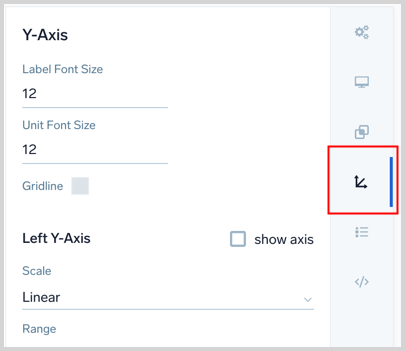 Y-Axis
Label Font Size
12
Unit Font Size
12
Gridline
Left Y-Axis
show axis
Scale
Linear
Range